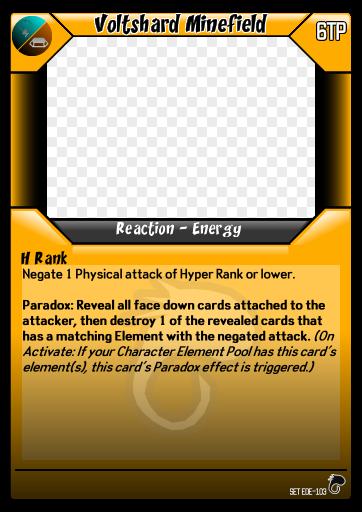 Voltshard Minefield
6TP
Reaction - Energy
H Rank
Negate 1 Physical attack of Hyper Rank or lower.
Paradox: Reveal all face down cards attached to the
attacker, then destroy 1 of the revealed cards that
has a matching Element with the negated attack. (On
Activate: If your Character Element Pool has this card's
element(s), this card's Paradox effect is triggered.)
SET EDE-103